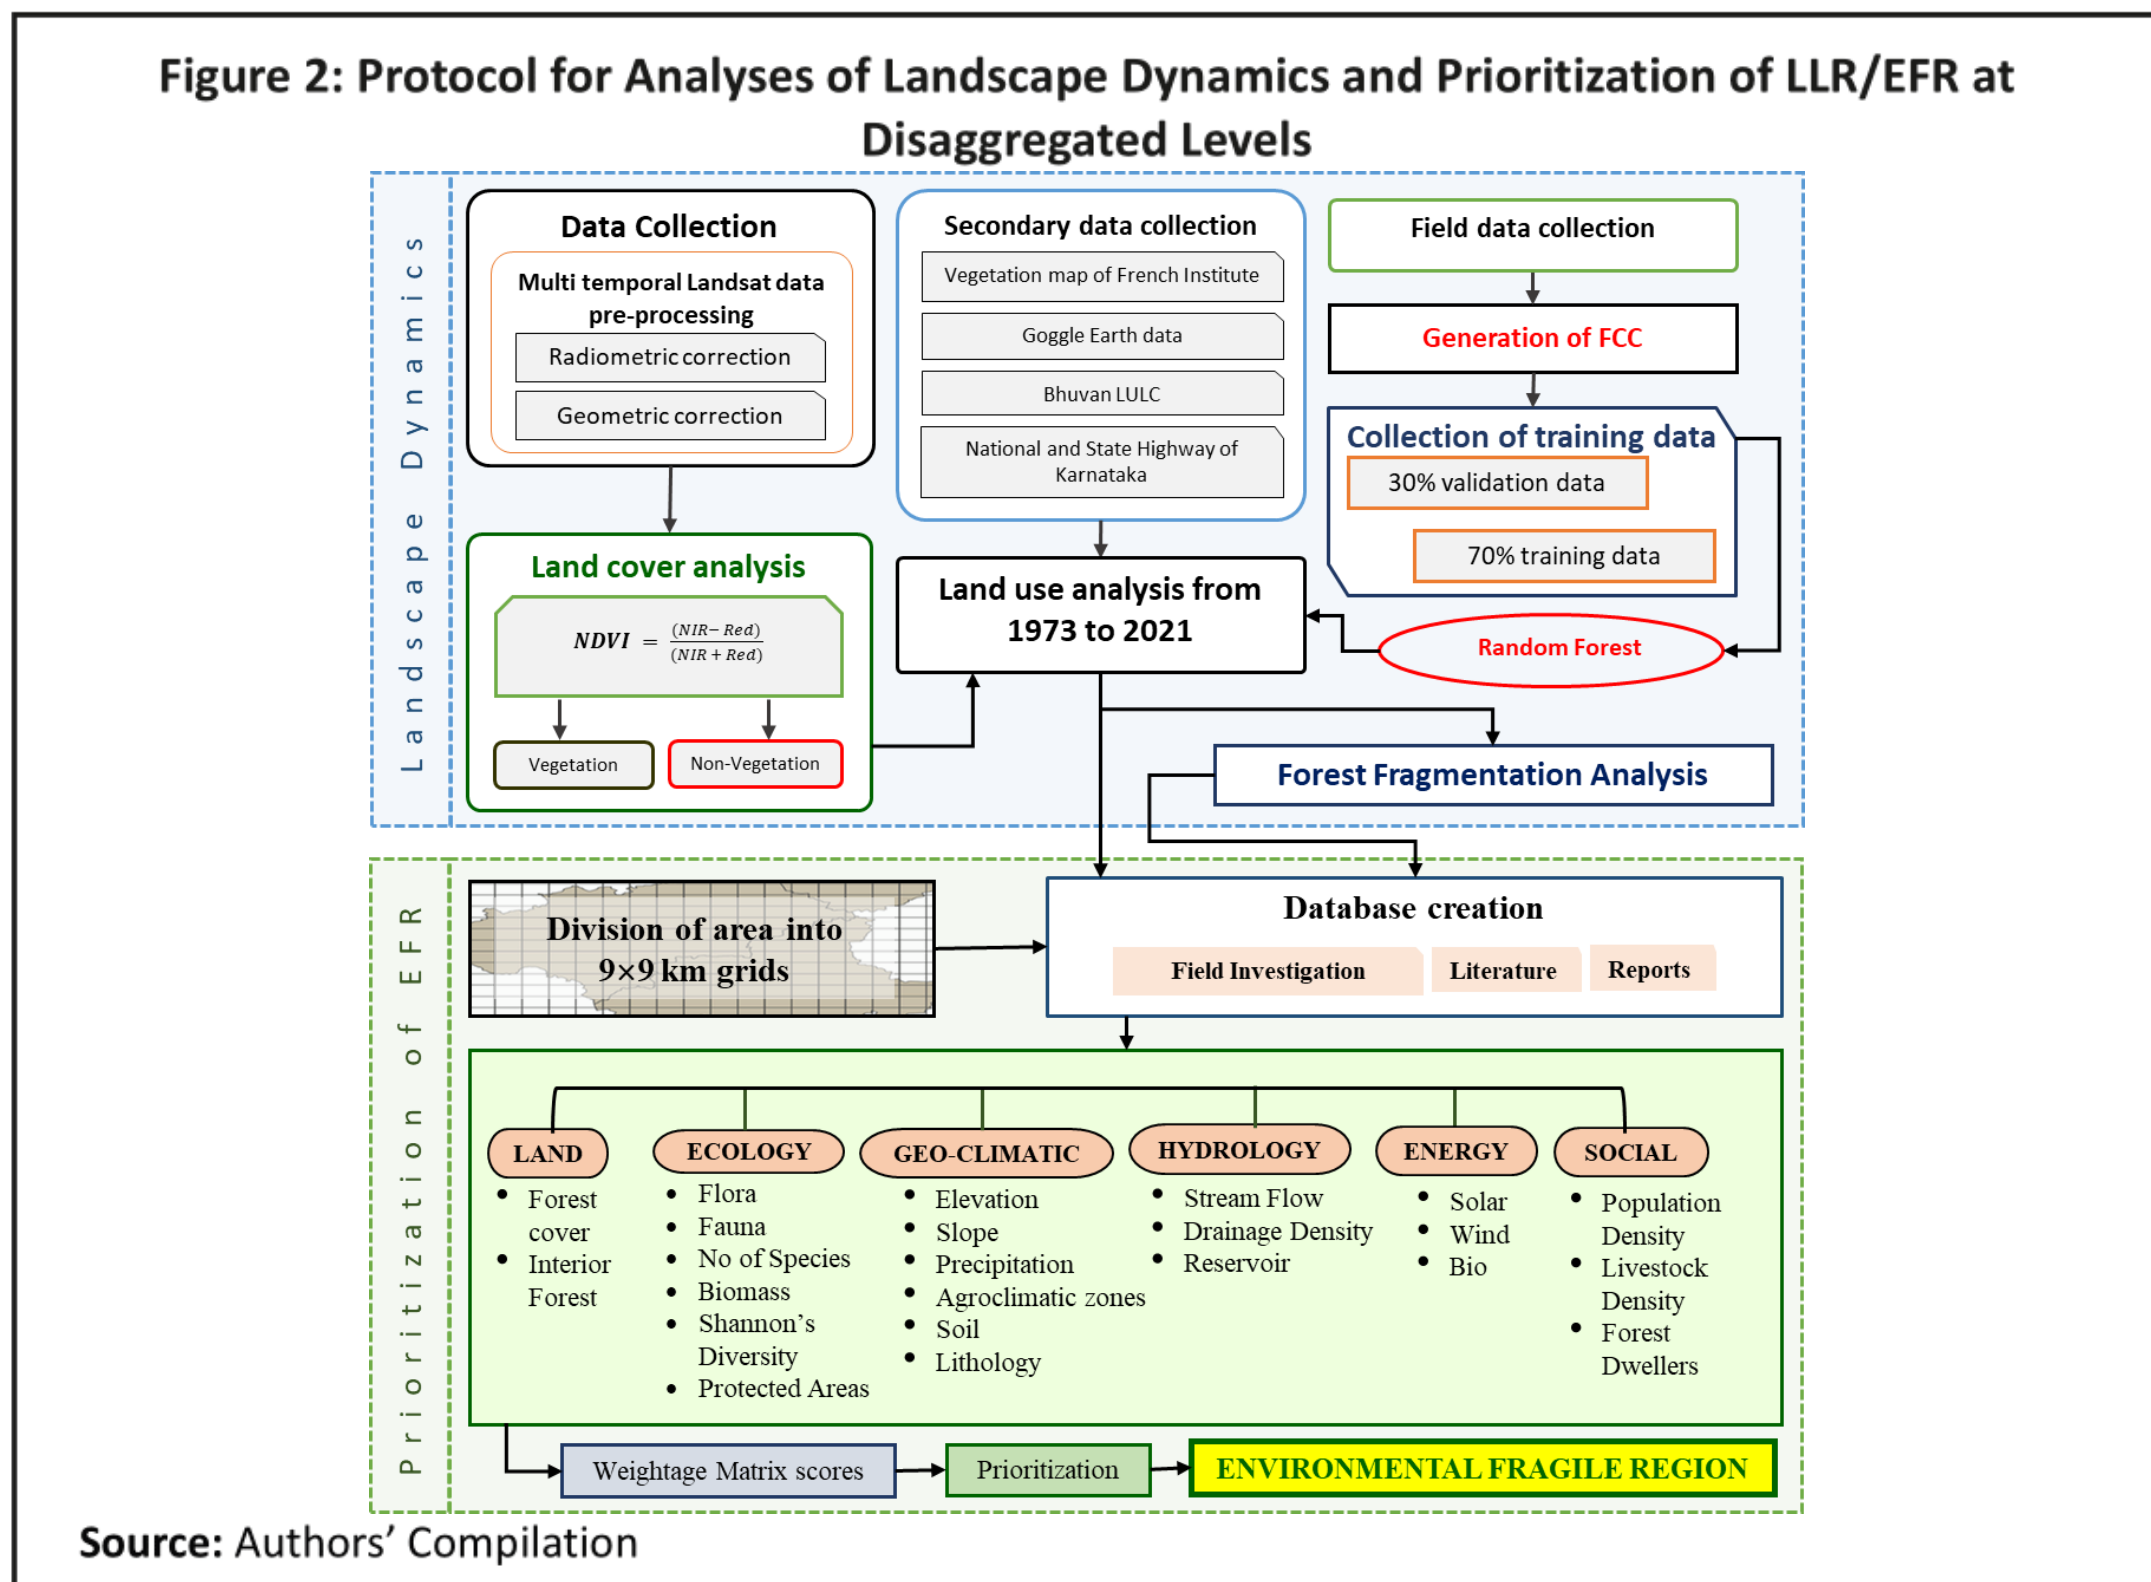 Figure 2: Protocol for Analyses of Landscape Dynamics and Prioritization of LLR/EFR at
Disaggregated Levels
Landscape Dynamics
Data Collection
Multi temporal Landsat data
pre-processing
Radiometric correction
Geometric correction
Secondary data collection
Vegetation map of French Institute
Goggle Earth data
Bhuvan LULC
National and State Highway of
Karnataka
Field data collection
Generation of FCC
Collection of training data
30% validation data
70% training data
Random Forest
Land cover analysis
NDVI = (NIR− Red)
(NIR + Red)
Vegetation
Non-Vegetation
Land use analysis from
1973 to 2021
Forest Fragmentation Analysis
Prioritization of EFR
Division of area into
9×9 km grids
Database creation
Field Investigation
Literature
Reports
LAND
• Forest
cover
• Interior
Forest
ECOLOGY
• Flora
• Fauna
• No of Species
• Biomass
• Shannon’s
Diversity
• Protected Areas
GEO-CLIMATIC
• Elevation
• Slope
• Precipitation
• Agroclimatic zones
• Soil
• Lithology
HYDROLOGY
• Stream Flow
• Drainage Density
• Reservoir
ENERGY
• Solar
• Wind
• Bio
SOCIAL
• Population
Density
• Livestock
Density
• Forest
Dwellers
Weightage Matrix scores
Prioritization
ENVIRONMENTAL FRAGILE REGION
Source: Authors’ Compilation